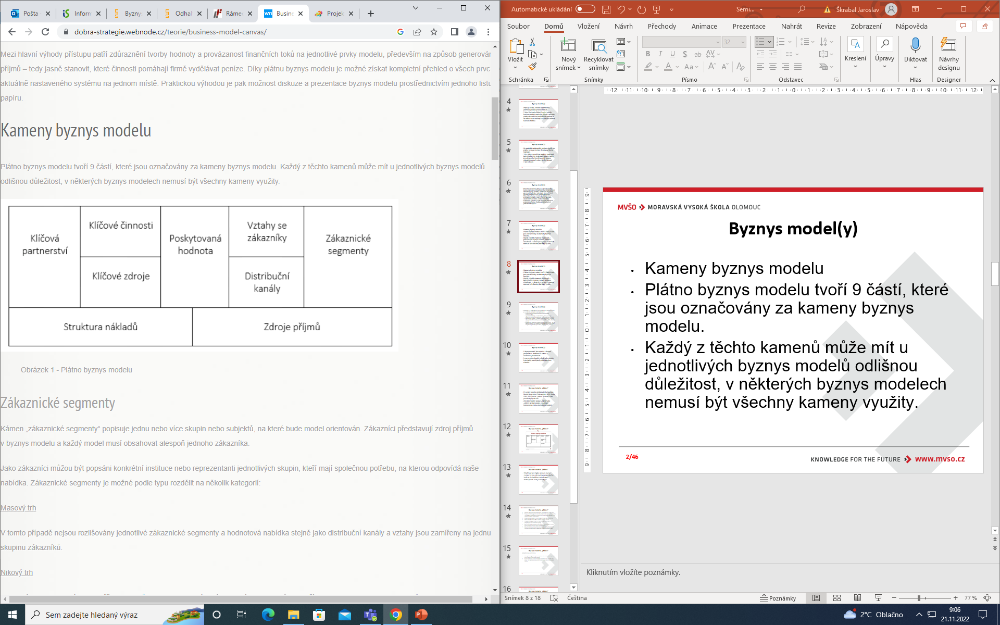 Pošta
Inform
Byzny
Odha
Rámec
Busine
Projek
dobra-strategie.webnode.cz/teorie/business-model-canvas/
Mezi hlavní výhody přístupu patří zdůraznění tvorby hodnoty a provázanost finančních toků na jednotlivé prvky modelu, především na způsob generován
příjmů – tedy jasně stanovit, které činnosti pomáhají firmě vydělávat peníze. Díky plátnu byznys modelu je možné získat kompletní přehled o všech prvc
aktuálně nastaveného systému na jednom místě. Praktickou výhodou je pak možnost diskuze a prezentace byznys modelu prostřednictvím jednoho listu
papíru.
Kameny byznys modelu
Plátno byznys modelu tvoří 9 částí, které jsou označovány za kameny byznys modelu. Každý z těchto kamenů může mít u jednotlivých byznys modelů
odlišnou důležitost, v některých byznys modelech nemusí být všechny kameny využity.
Klíčová
partnerství
Klíčové činnosti
Klíčové zdroje
Poskytovaná
hodnota
Vztahy se
zákazníky
Distribuční
kanály
Zákaznické
segmenty
Struktura nákladů
Zdroje příjmů
Obrázek 1 - Plátno byznys modelu
Zákaznické segmenty
Kámen „zákaznické segmenty“ popisuje jednu nebo více skupin nebo subjektů, na které bude model orientován. Zákazníci představují zdroj příjmů
v byznys modelu a každý model musí obsahovat alespoň jednoho zákazníka.
Jako zákazníci můžou být popsáni konkrétní instituce nebo reprezentanti jednotlivých skupin, kteří mají společnou potřebu, na kterou odpovídá naše
nabídka. Zákaznické segmenty je možné podle typu rozdělit na několik kategorií:
Masový trh
V tomto případě nejsou rozlišovány jednotlivé zákaznické segmenty a hodnotová nabídka stejně jako distribuční kanály a vztahy jsou zamířeny na jednu
skupinu zákazníků.
Nikový trh
Automatické ukládání
Semi...
Škrabal Jaroslav
Soubor Domů Vložení Návrh Přechody Animace Prezentace Nahrát Revize Zobrazení Nápověda
Vložit
Schránka
Nový
snímek
Recyklovat
snímky
Snímky
32
Písmo
Odstavec
Kreslení
Úpravy
Diktovat
Hlas
Návrhy
designu
Designer
4
5
6
7
8
9
10
11
12
13
14
15
16
MVŠO MORAVSKÁ VYSOKÁ ŠKOLA OLOMOUC
Byznys model(y)
• Kameny byznys modelu
• Plátno byznys modelu tvoří 9 částí, které
jsou označovány za kameny byznys
modelu.
• Každý z těchto kamenů může mít u
jednotlivých byznys modelů odlišnou
důležitost, v některých byznys modelech
nemusí být všechny kameny využity.
2/46
KNOWLEDGE FOR THE FUTURE www.mvso.cz
Kliknutím vložíte poznámky.
Snímek 8 z 18
Čeština
Poznámky
77 %
Sem zadejte hledaný výraz
2°C Oblačno
9:06
21.11.2022